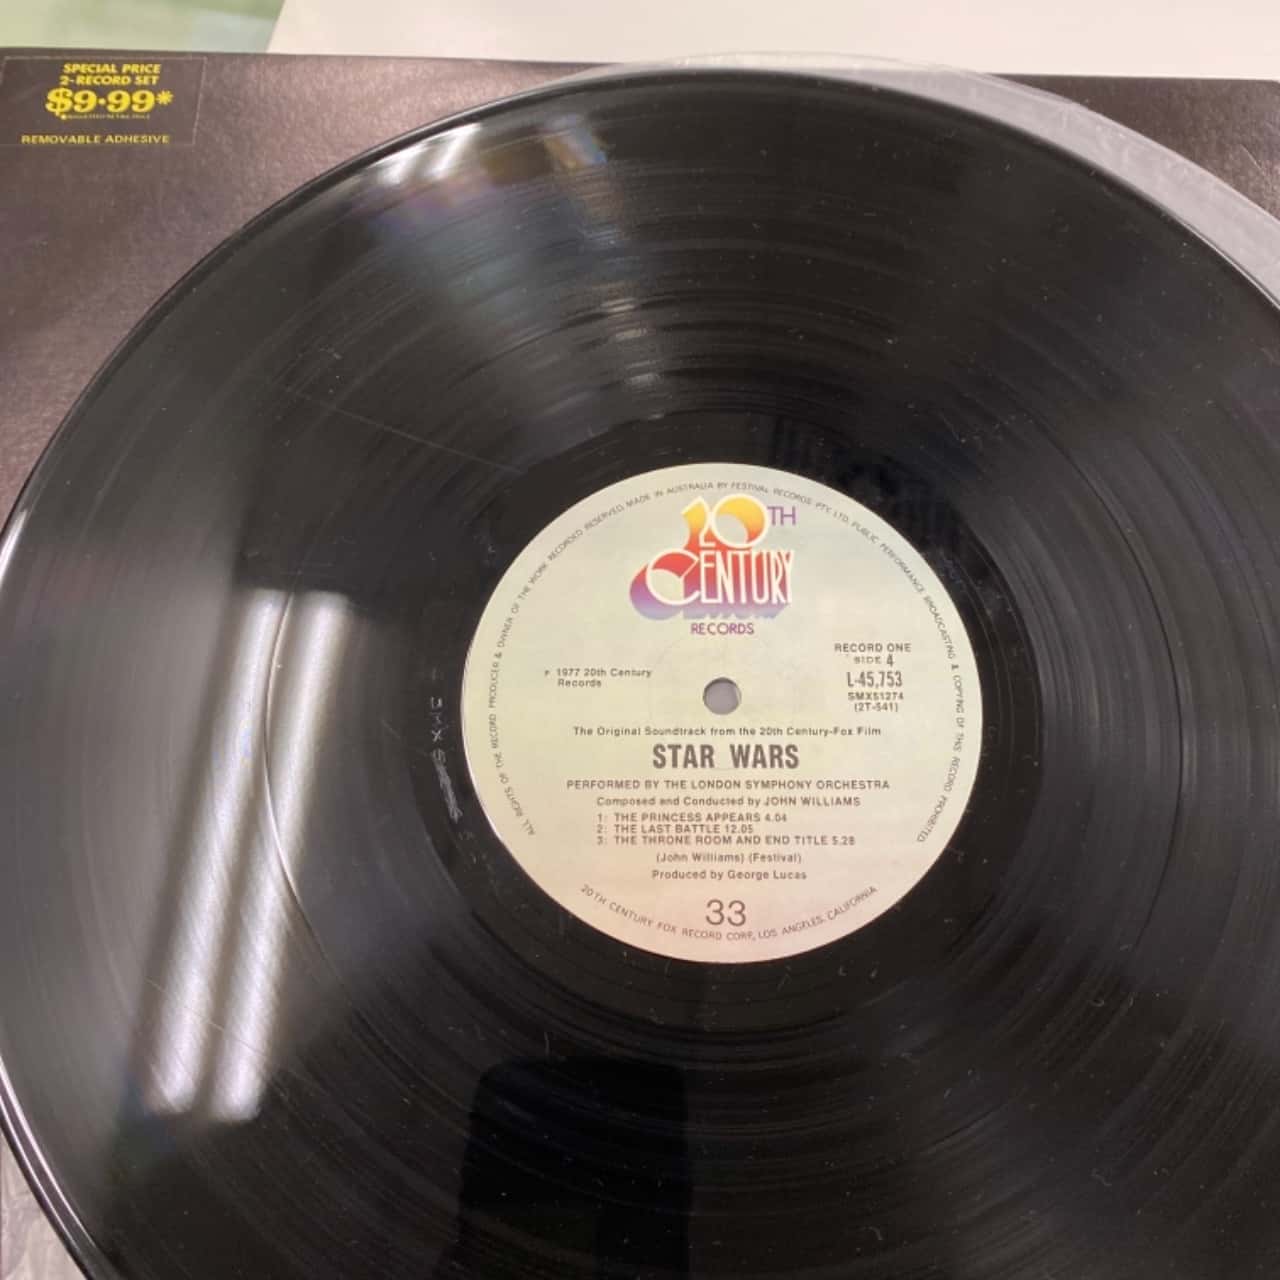 SPECIAL PRICE
2-RECORD SET
$9.99*
REMOVABLE ADHESIVE
ALL RIGHTS OF THE RECORD PRODUCER & OWNER OF THE WORK RECORDED RESERVED. MADE IN AUSTRALIA BY FESTIVAL RECORDS PTY. LTD. PUBLIC PERFORMANCE BROADCASTING & COPYING OF THIS RECORD PROHIBITED
20TH
CENTURY
RECORDS
RECORD ONE
SIDE 4
P 1977 20th Century
Records
L-45,753
SMX51274
(2T-541)
The Original Soundtrack from the 20th Century-Fox Film
STAR WARS
PERFORMED BY THE LONDON SYMPHONY ORCHESTRA
Composed and Conducted by JOHN WILLIAMS
1: THE PRINCESS APPEARS 4.04
2: THE LAST BATTLE 12.05
3: THE THRONE ROOM AND END TITLE 5.28
(John Williams) (Festival)
Produced by George Lucas
33
20TH CENTURY FOX RECORD CORP., LOS ANGELES, CALIFORNIA